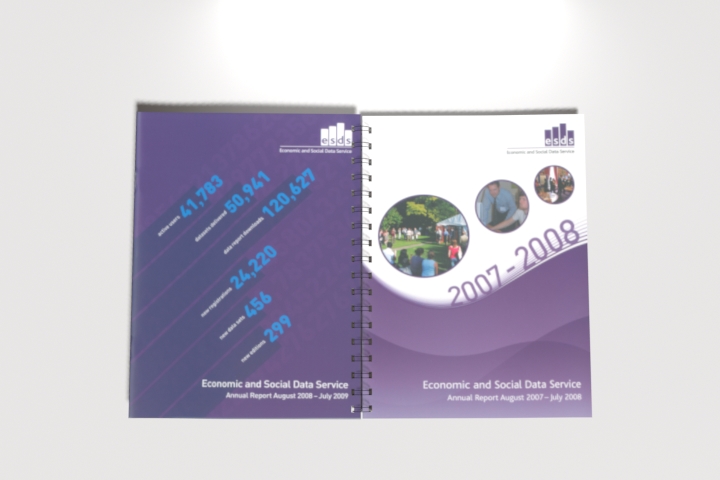 esds
Economic and Social Data Service
active users 41,783
datasets delivered 50,941
data/report downloads 120,627
new registrations 24,220
new data sets 456
new editions 299
Economic and Social Data Service
Annual Report August 2008 – July 2009
esds
Economic and Social Data Service
2007-2008
Economic and Social Data Service
Annual Report August 2007 – July 2008